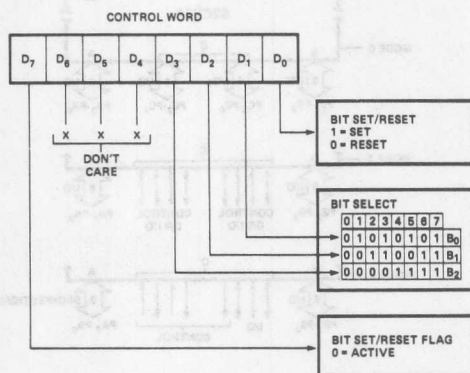 CONTROL WORD
D7 D6 D5 D4 D3 D2 D1 D0
X X X
DON'T
CARE
BIT SET/RESET
1 = SET
0 = RESET
BIT SELECT
0 1 2 3 4 5 6 7
0 1 0 1 0 1 0 1 B0
0 0 1 1 0 0 1 1 B1
0 0 0 0 1 1 1 1 B2
BIT SET/RESET FLAG
0 = ACTIVE